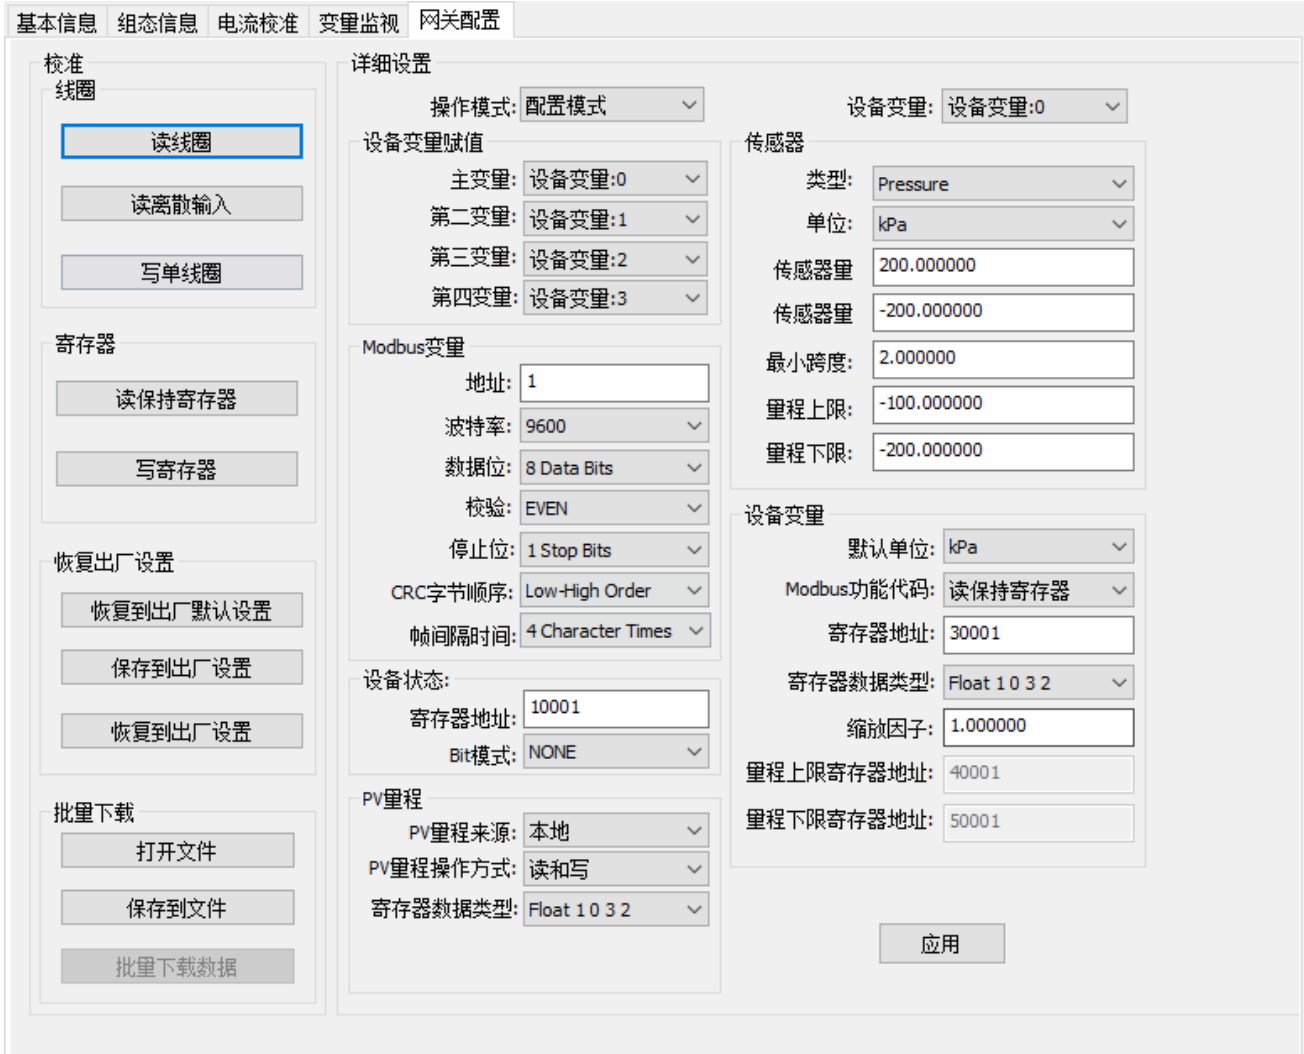 基本信息 组态信息 电流校准 变量监视 网关配置
校准
线圈
读线圈
读离散输入
写单线圈
寄存器
读保持寄存器
写寄存器
恢复出厂设置
恢复到出厂默认设置
保存到出厂设置
恢复到出厂设置
批量下载
打开文件
保存到文件
批量下载数据
详细设置
操作模式: 配置模式
设备变量赋值
主变量: 设备变量:0
第二变量: 设备变量:1
第三变量: 设备变量:2
第四变量: 设备变量:3
Modbus变量
地址: 1
波特率: 9600
数据位: 8 Data Bits
校验: EVEN
停止位: 1 Stop Bits
CRC字节顺序: Low-High Order
帧间隔时间: 4 Character Times
设备状态:
寄存器地址: 10001
Bit模式: NONE
PV量程
PV量程来源: 本地
PV量程操作方式: 读和写
寄存器数据类型: Float 1 0 3 2
设备变量: 设备变量:0
传感器
类型: Pressure
单位: kPa
传感器量 200.000000
传感器量 -200.000000
最小跨度: 2.000000
量程上限: -100.000000
量程下限: -200.000000
设备变量
默认单位: kPa
Modbus功能代码: 读保持寄存器
寄存器地址: 30001
寄存器数据类型: Float 1 0 3 2
缩放因子: 1.000000
量程上限寄存器地址: 40001
量程下限寄存器地址: 50001
应用